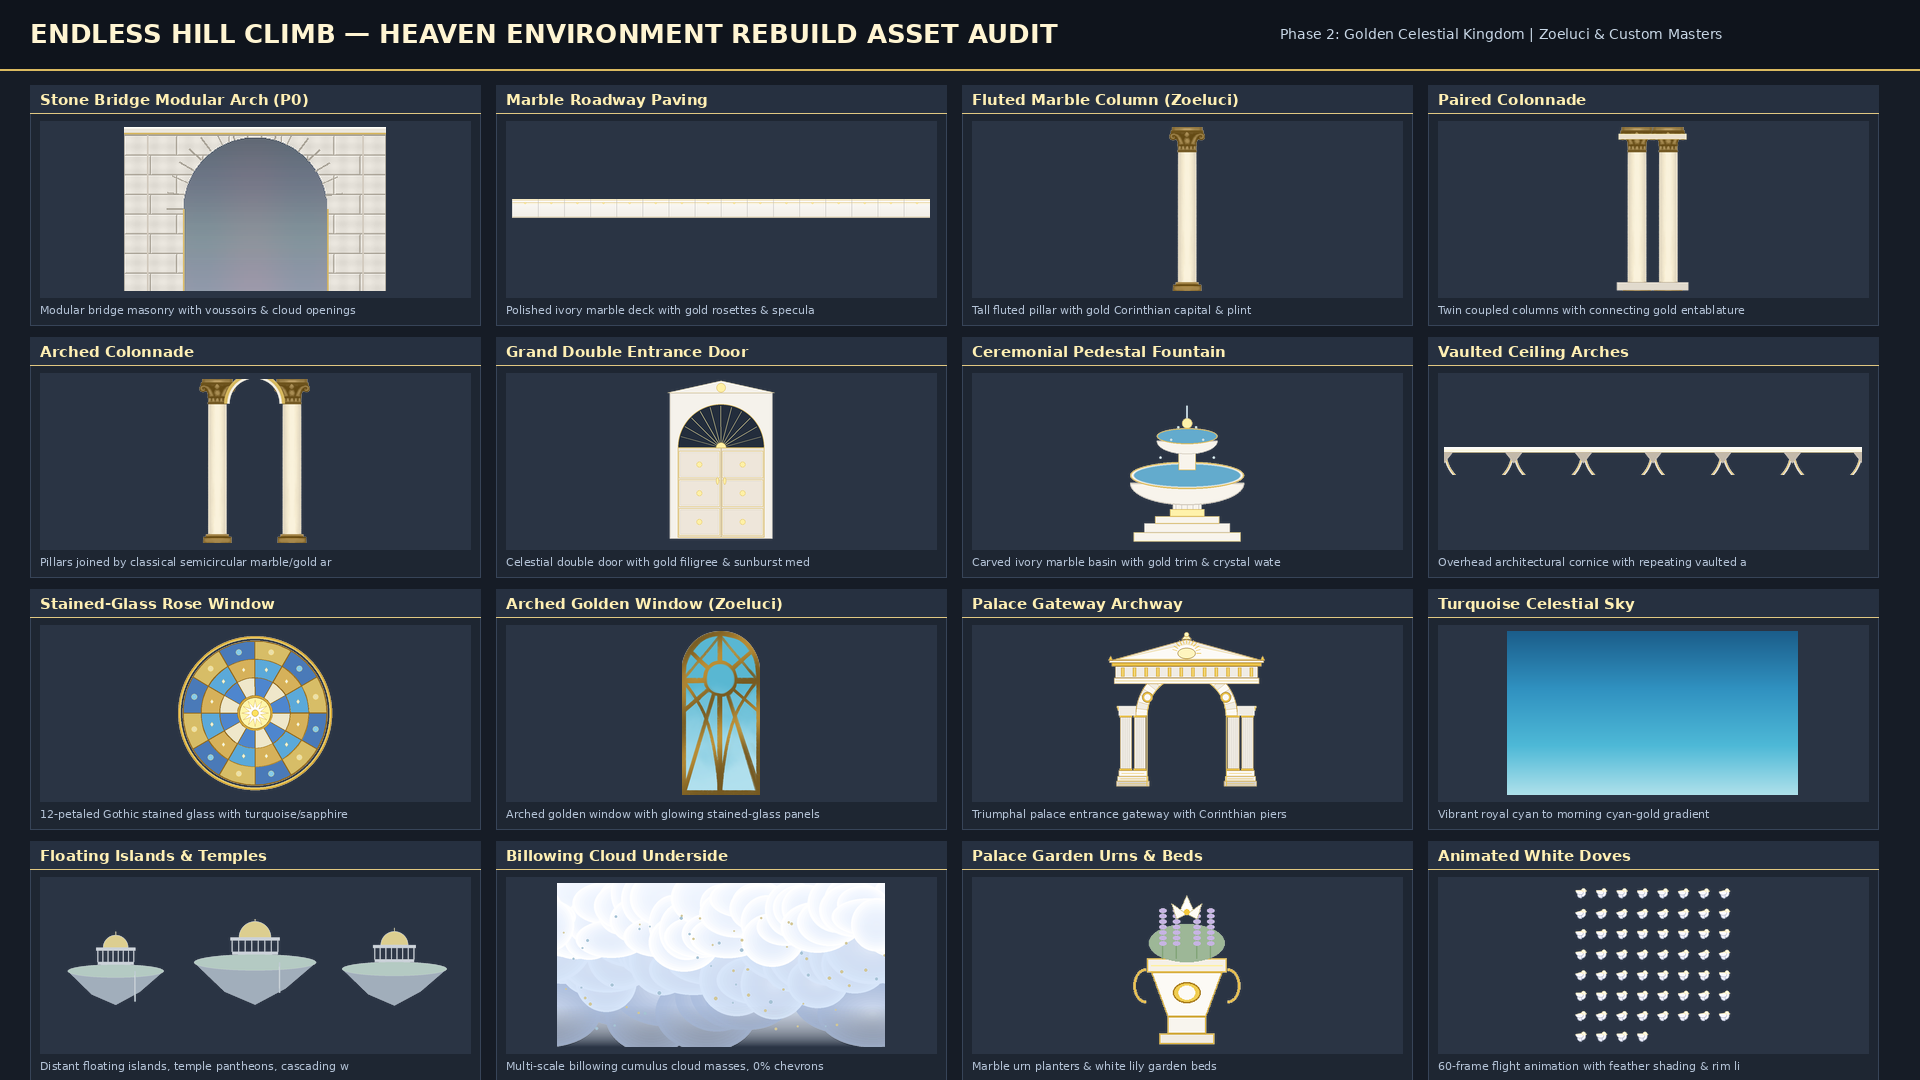 ENDLESS HILL CLIMB — HEAVEN ENVIRONMENT REBUILD ASSET AUDIT
Phase 2: Golden Celestial Kingdom | Zoeluci & Custom Masters
Stone Bridge Modular Arch (P0)
Modular bridge masonry with voussoirs & cloud openings
Marble Roadway Paving
Polished ivory marble deck with gold rosettes & specula
Fluted Marble Column (Zoeluci)
Tall fluted pillar with gold Corinthian capital & plint
Paired Colonnade
Twin coupled columns with connecting gold entablature
Arched Colonnade
Pillars joined by classical semicircular marble/gold ar
Grand Double Entrance Door
Celestial double door with gold filigree & sunburst med
Ceremonial Pedestal Fountain
Carved ivory marble basin with gold trim & crystal wate
Vaulted Ceiling Arches
Overhead architectural cornice with repeating vaulted a
Stained-Glass Rose Window
12-petaled Gothic stained glass with turquoise/sapphire
Arched Golden Window (Zoeluci)
Arched golden window with glowing stained-glass panels
Palace Gateway Archway
Triumphal palace entrance gateway with Corinthian piers
Turquoise Celestial Sky
Vibrant royal cyan to morning cyan-gold gradient
Floating Islands & Temples
Distant floating islands, temple pantheons, cascading w
Billowing Cloud Underside
Multi-scale billowing cumulus cloud masses, 0% chevrons
Palace Garden Urns & Beds
Marble urn planters & white lily garden beds
Animated White Doves
60-frame flight animation with feather shading & rim li